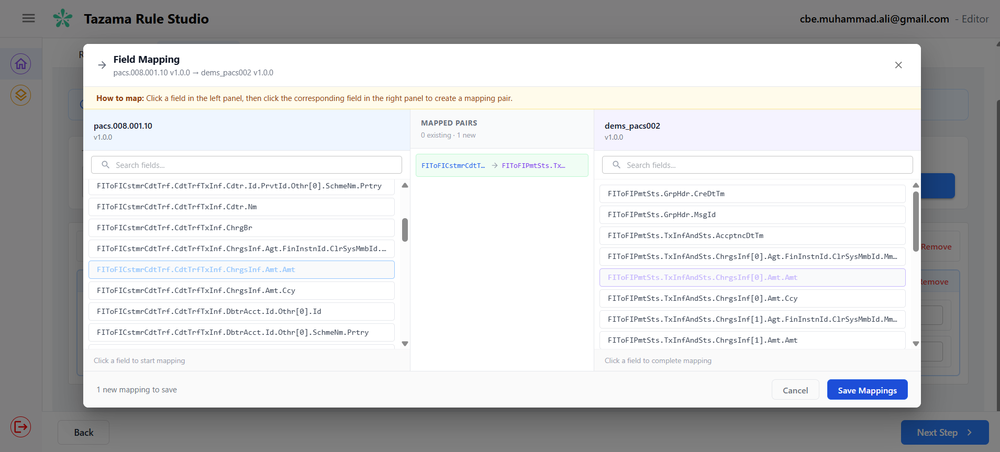 Tazama Rule Studio
cbe.muhammad.ali@gmail.com - Editor
R
Field Mapping
pacs.008.001.10 v1.0.0 → dems_pacs002 v1.0.0
How to map: Click a field in the left panel, then click the corresponding field in the right panel to create a mapping pair.
pacs.008.001.10
v1.0.0
Search fields...
FIToFICstmrCdtTrf.CdtTrfTxInf.Cdtr.Id.PrvtId.Othr[0].SchmeNm.Prtry
FIToFICstmrCdtTrf.CdtTrfTxInf.Cdtr.Nm
FIToFICstmrCdtTrf.CdtTrfTxInf.ChrgBr
FIToFICstmrCdtTrf.CdtTrfTxInf.ChrgsInf.Agt.FinInstnId.ClrSysMmbId.…
FIToFICstmrCdtTrf.CdtTrfTxInf.ChrgsInf.Amt.Amt
FIToFICstmrCdtTrf.CdtTrfTxInf.ChrgsInf.Amt.Ccy
FIToFICstmrCdtTrf.CdtTrfTxInf.DbtrAcct.Id.Othr[0].Id
FIToFICstmrCdtTrf.CdtTrfTxInf.DbtrAcct.Id.Othr[0].SchmeNm.Prtry
Click a field to start mapping
MAPPED PAIRS
0 existing · 1 new
FIToFICstmrCdtT… → FIToFIPmtSts.Tx…
dems_pacs002
v1.0.0
Search fields...
FIToFIPmtSts.GrpHdr.CreDtTm
FIToFIPmtSts.GrpHdr.MsgId
FIToFIPmtSts.TxInfAndSts.AccptncDtTm
FIToFIPmtSts.TxInfAndSts.ChrgsInf[0].Agt.FinInstnId.ClrSysMmbId.Mm…
FIToFIPmtSts.TxInfAndSts.ChrgsInf[0].Amt.Amt
FIToFIPmtSts.TxInfAndSts.ChrgsInf[0].Amt.Ccy
FIToFIPmtSts.TxInfAndSts.ChrgsInf[1].Agt.FinInstnId.ClrSysMmbId.Mm…
FIToFIPmtSts.TxInfAndSts.ChrgsInf[1].Amt.Amt
Click a field to complete mapping
Remove
Remove
1 new mapping to save
Cancel
Save Mappings
Back
Next Step